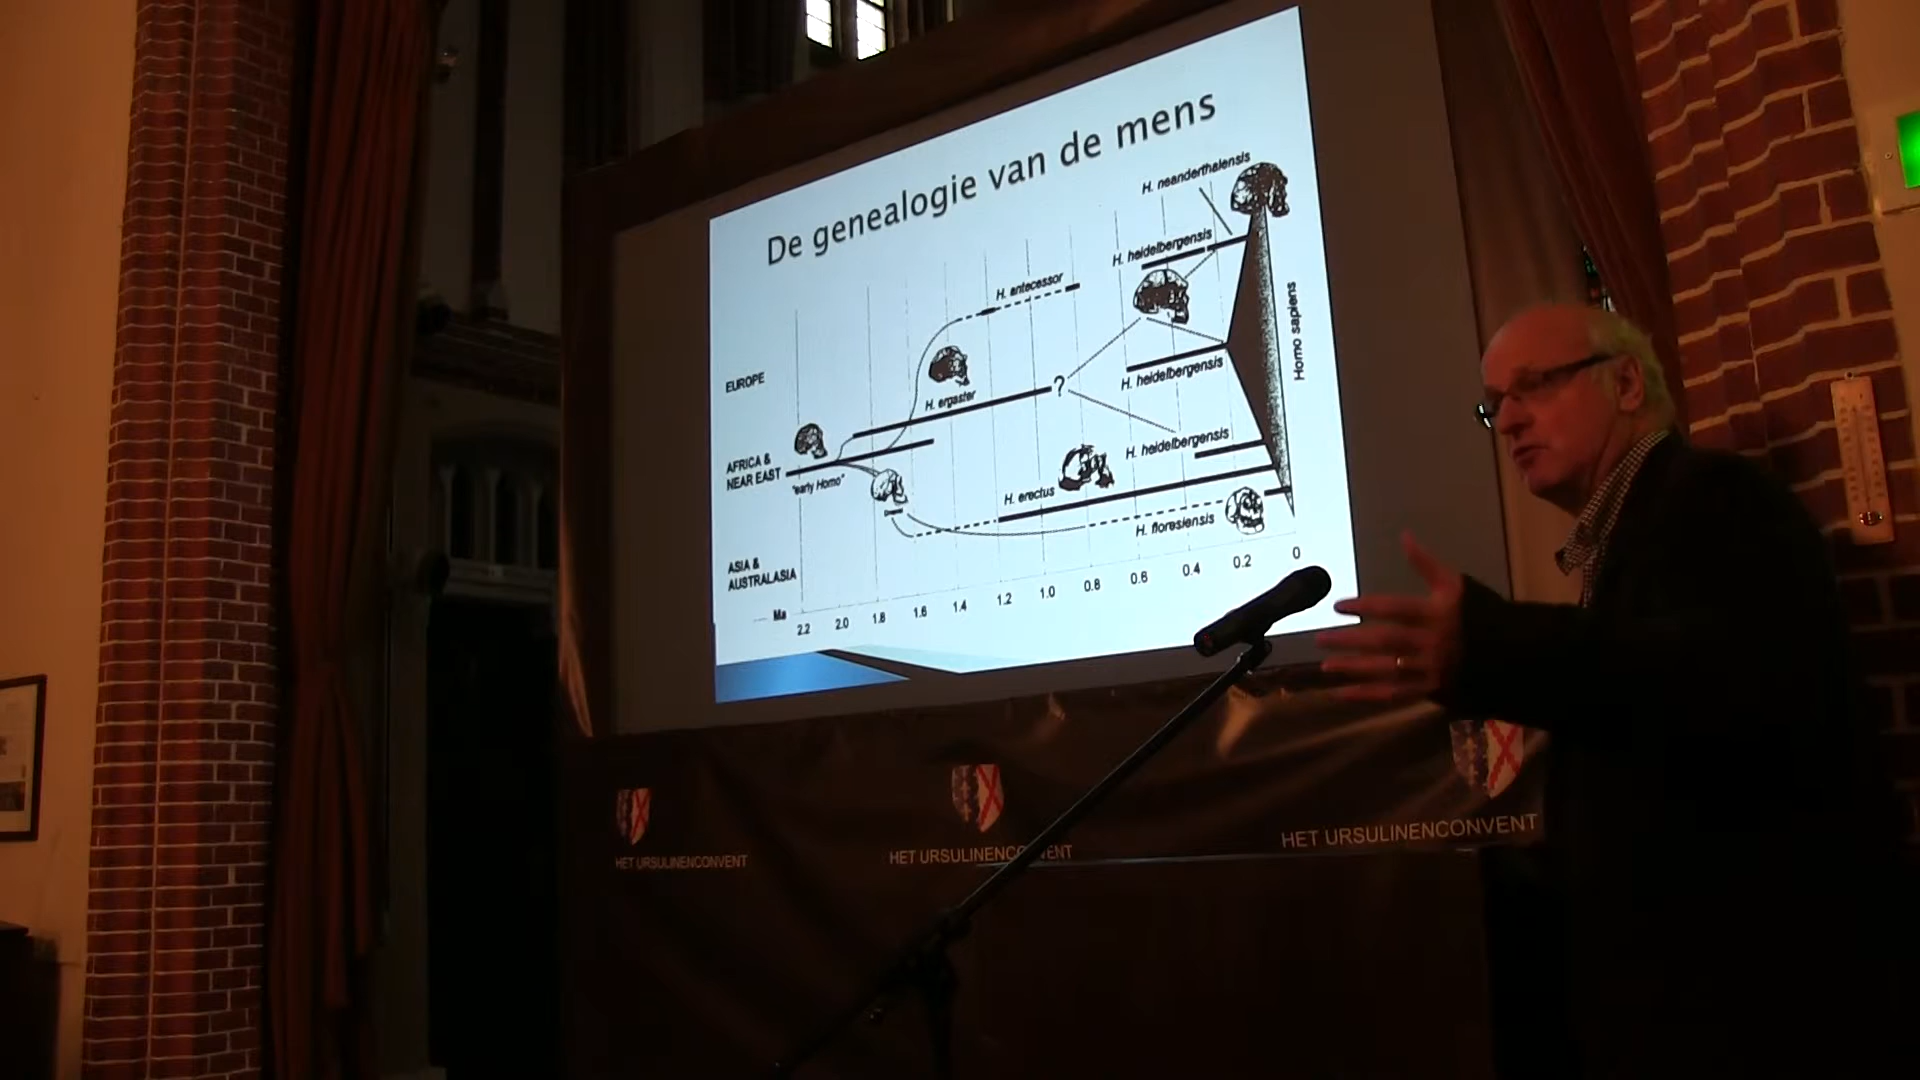 De genealogie van de mens
H. neanderthalensis
H. heidelbergensis
H. antecessor
EUROPE
Homo sapiens
H. heidelbergensis
H. ergaster
?
AFRICA &
NEAR EAST
"early Homo"
H. heidelbergensis
H. erectus
H. floresiensis
ASIA &
AUSTRALASIA
Ma 2.2 2.0 1.8 1.6 1.4 1.2 1.0 0.8 0.6 0.4 0.2 0
HET URSULINENCONVENT
HET URSULINENCONVENT
HET URSULINENCONVENT